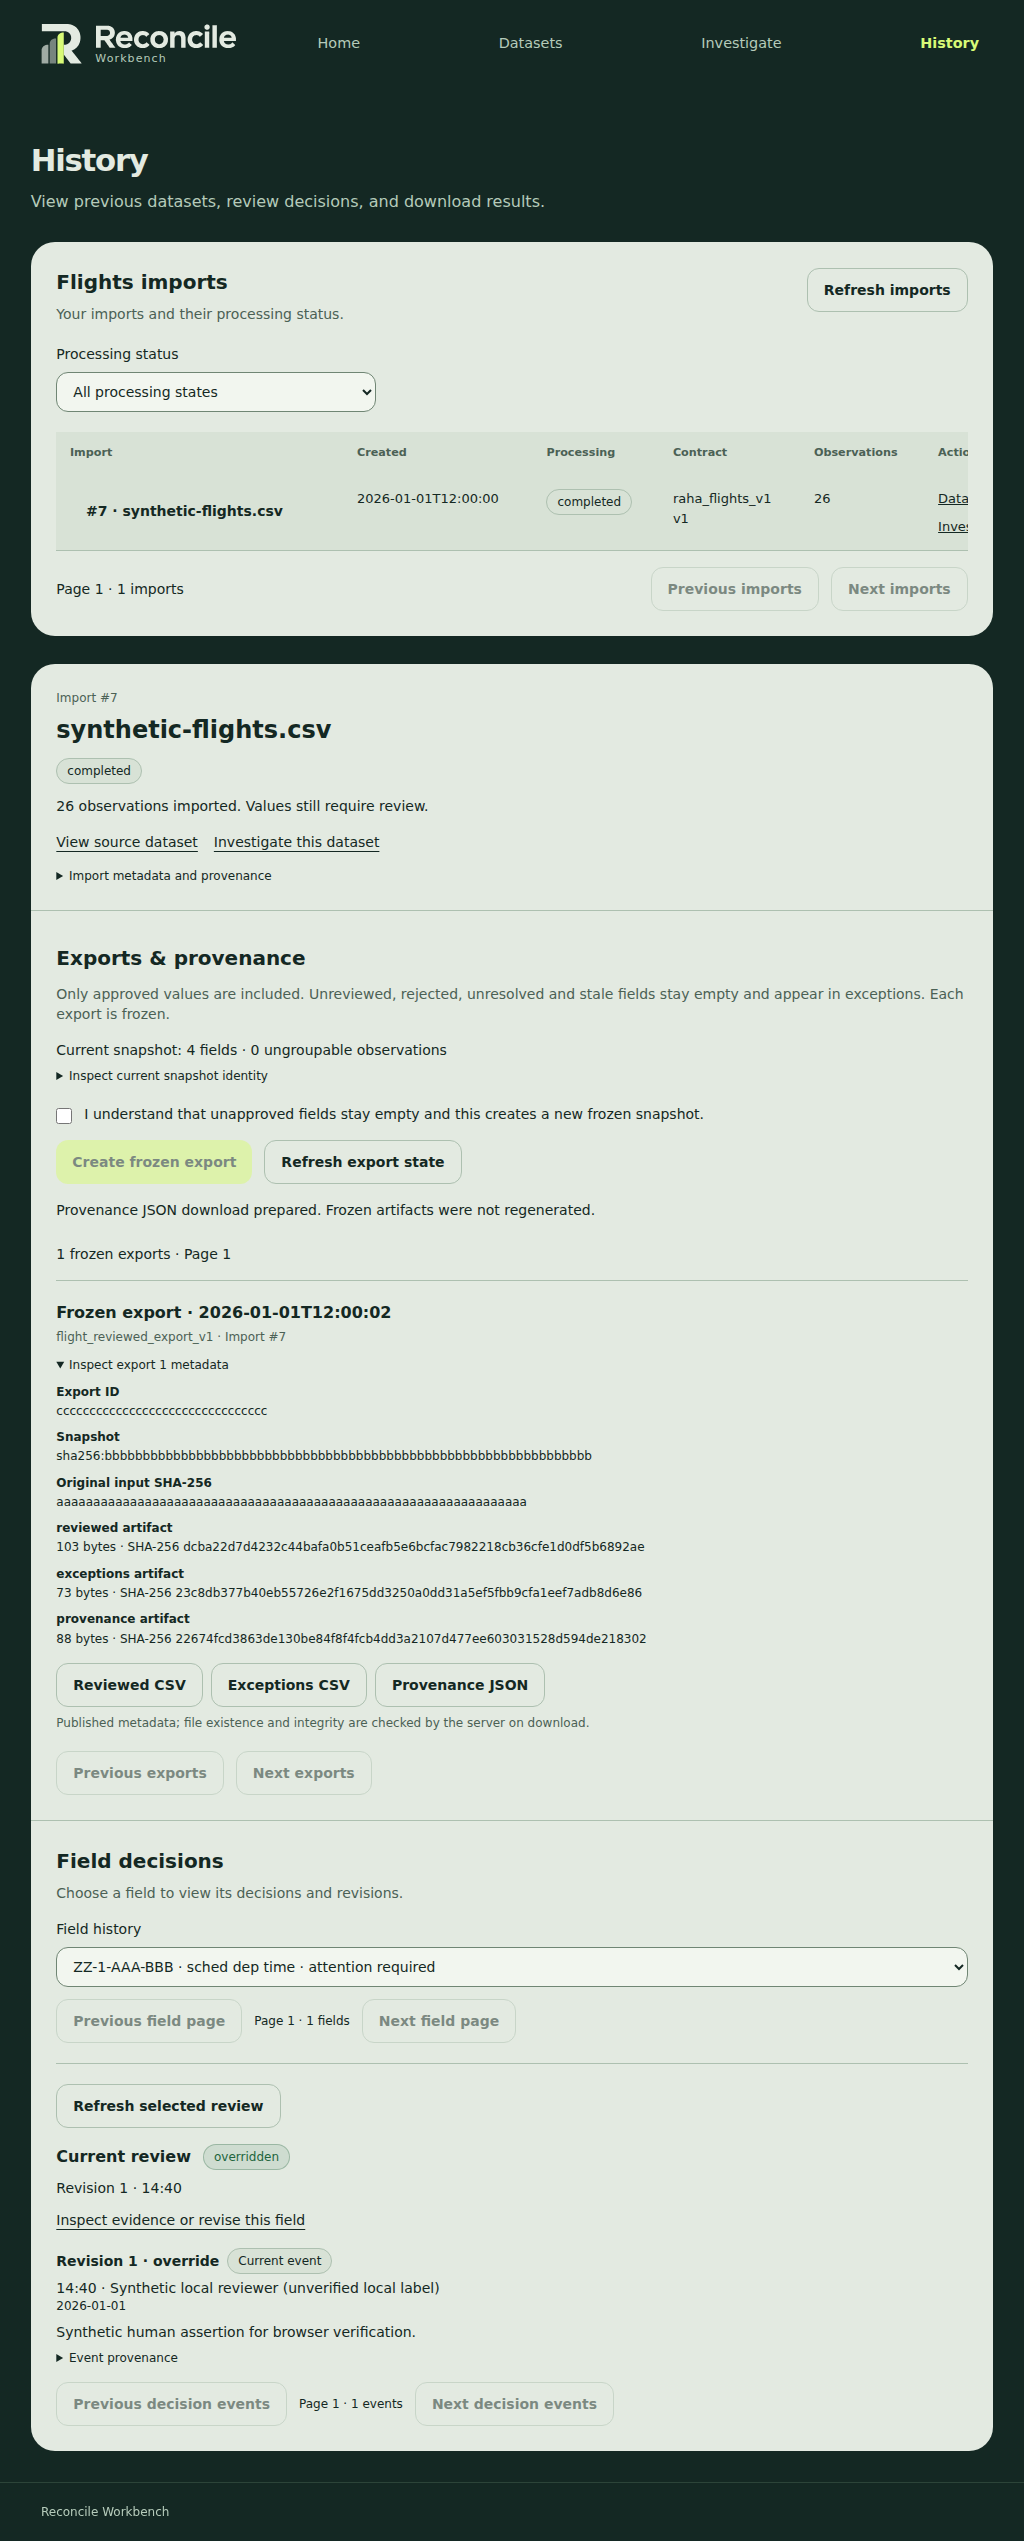 Reconcile
Workbench
Home
Datasets
Investigate
History
History
View previous datasets, review decisions, and download results.
Flights imports
Your imports and their processing status.
Refresh imports
Processing status
All processing states
Import Created Processing Contract Observations Actio
#7 · synthetic-flights.csv 2026-01-01T12:00:00 completed raha_flights_v1 26 Data
v1 Inves
Page 1 · 1 imports
Previous imports
Next imports
Import #7
synthetic-flights.csv
completed
26 observations imported. Values still require review.
View source dataset Investigate this dataset
Import metadata and provenance
Exports & provenance
Only approved values are included. Unreviewed, rejected, unresolved and stale fields stay empty and appear in exceptions. Each
export is frozen.
Current snapshot: 4 fields · 0 ungroupable observations
Inspect current snapshot identity
I understand that unapproved fields stay empty and this creates a new frozen snapshot.
Create frozen export
Refresh export state
Provenance JSON download prepared. Frozen artifacts were not regenerated.
1 frozen exports · Page 1
Frozen export · 2026-01-01T12:00:02
flight_reviewed_export_v1 · Import #7
Inspect export 1 metadata
Export ID
cccccccccccccccccccccccccccccccc
Snapshot
sha256:bbbbbbbbbbbbbbbbbbbbbbbbbbbbbbbbbbbbbbbbbbbbbbbbbbbbbbbbbbbbbbbb
Original input SHA-256
aaaaaaaaaaaaaaaaaaaaaaaaaaaaaaaaaaaaaaaaaaaaaaaaaaaaaaaaaaaaaaaa
reviewed artifact
103 bytes · SHA-256 dcba22d7d4232c44bafa0b51ceafb5e6bcfac7982218cb36cfe1d0df5b6892ae
exceptions artifact
73 bytes · SHA-256 23c8db377b40eb55726e2f1675dd3250a0dd31a5ef5fbb9cfa1eef7adb8d6e86
provenance artifact
88 bytes · SHA-256 22674fcd3863de130be84f8f4fcb4dd3a2107d477ee603031528d594de218302
Reviewed CSV
Exceptions CSV
Provenance JSON
Published metadata; file existence and integrity are checked by the server on download.
Previous exports
Next exports
Field decisions
Choose a field to view its decisions and revisions.
Field history
ZZ-1-AAA-BBB · sched dep time · attention required
Previous field page
Page 1 · 1 fields
Next field page
Refresh selected review
Current review overridden
Revision 1 · 14:40
Inspect evidence or revise this field
Revision 1 · override Current event
14:40 · Synthetic local reviewer (unverified local label)
2026-01-01
Synthetic human assertion for browser verification.
Event provenance
Previous decision events
Page 1 · 1 events
Next decision events
Reconcile Workbench